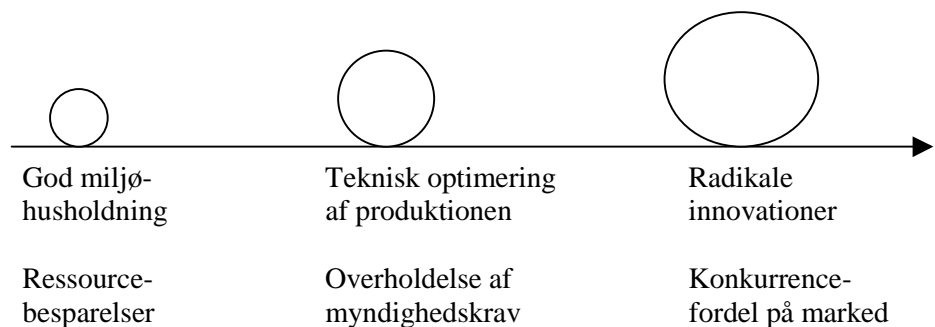 God miljø-
husholdning
Teknisk optimering
af produktionen
Radikale
innovationer
Ressource-
besparelser
Overholdelse af
myndighedskrav
Konkurrence-
fordel på marked